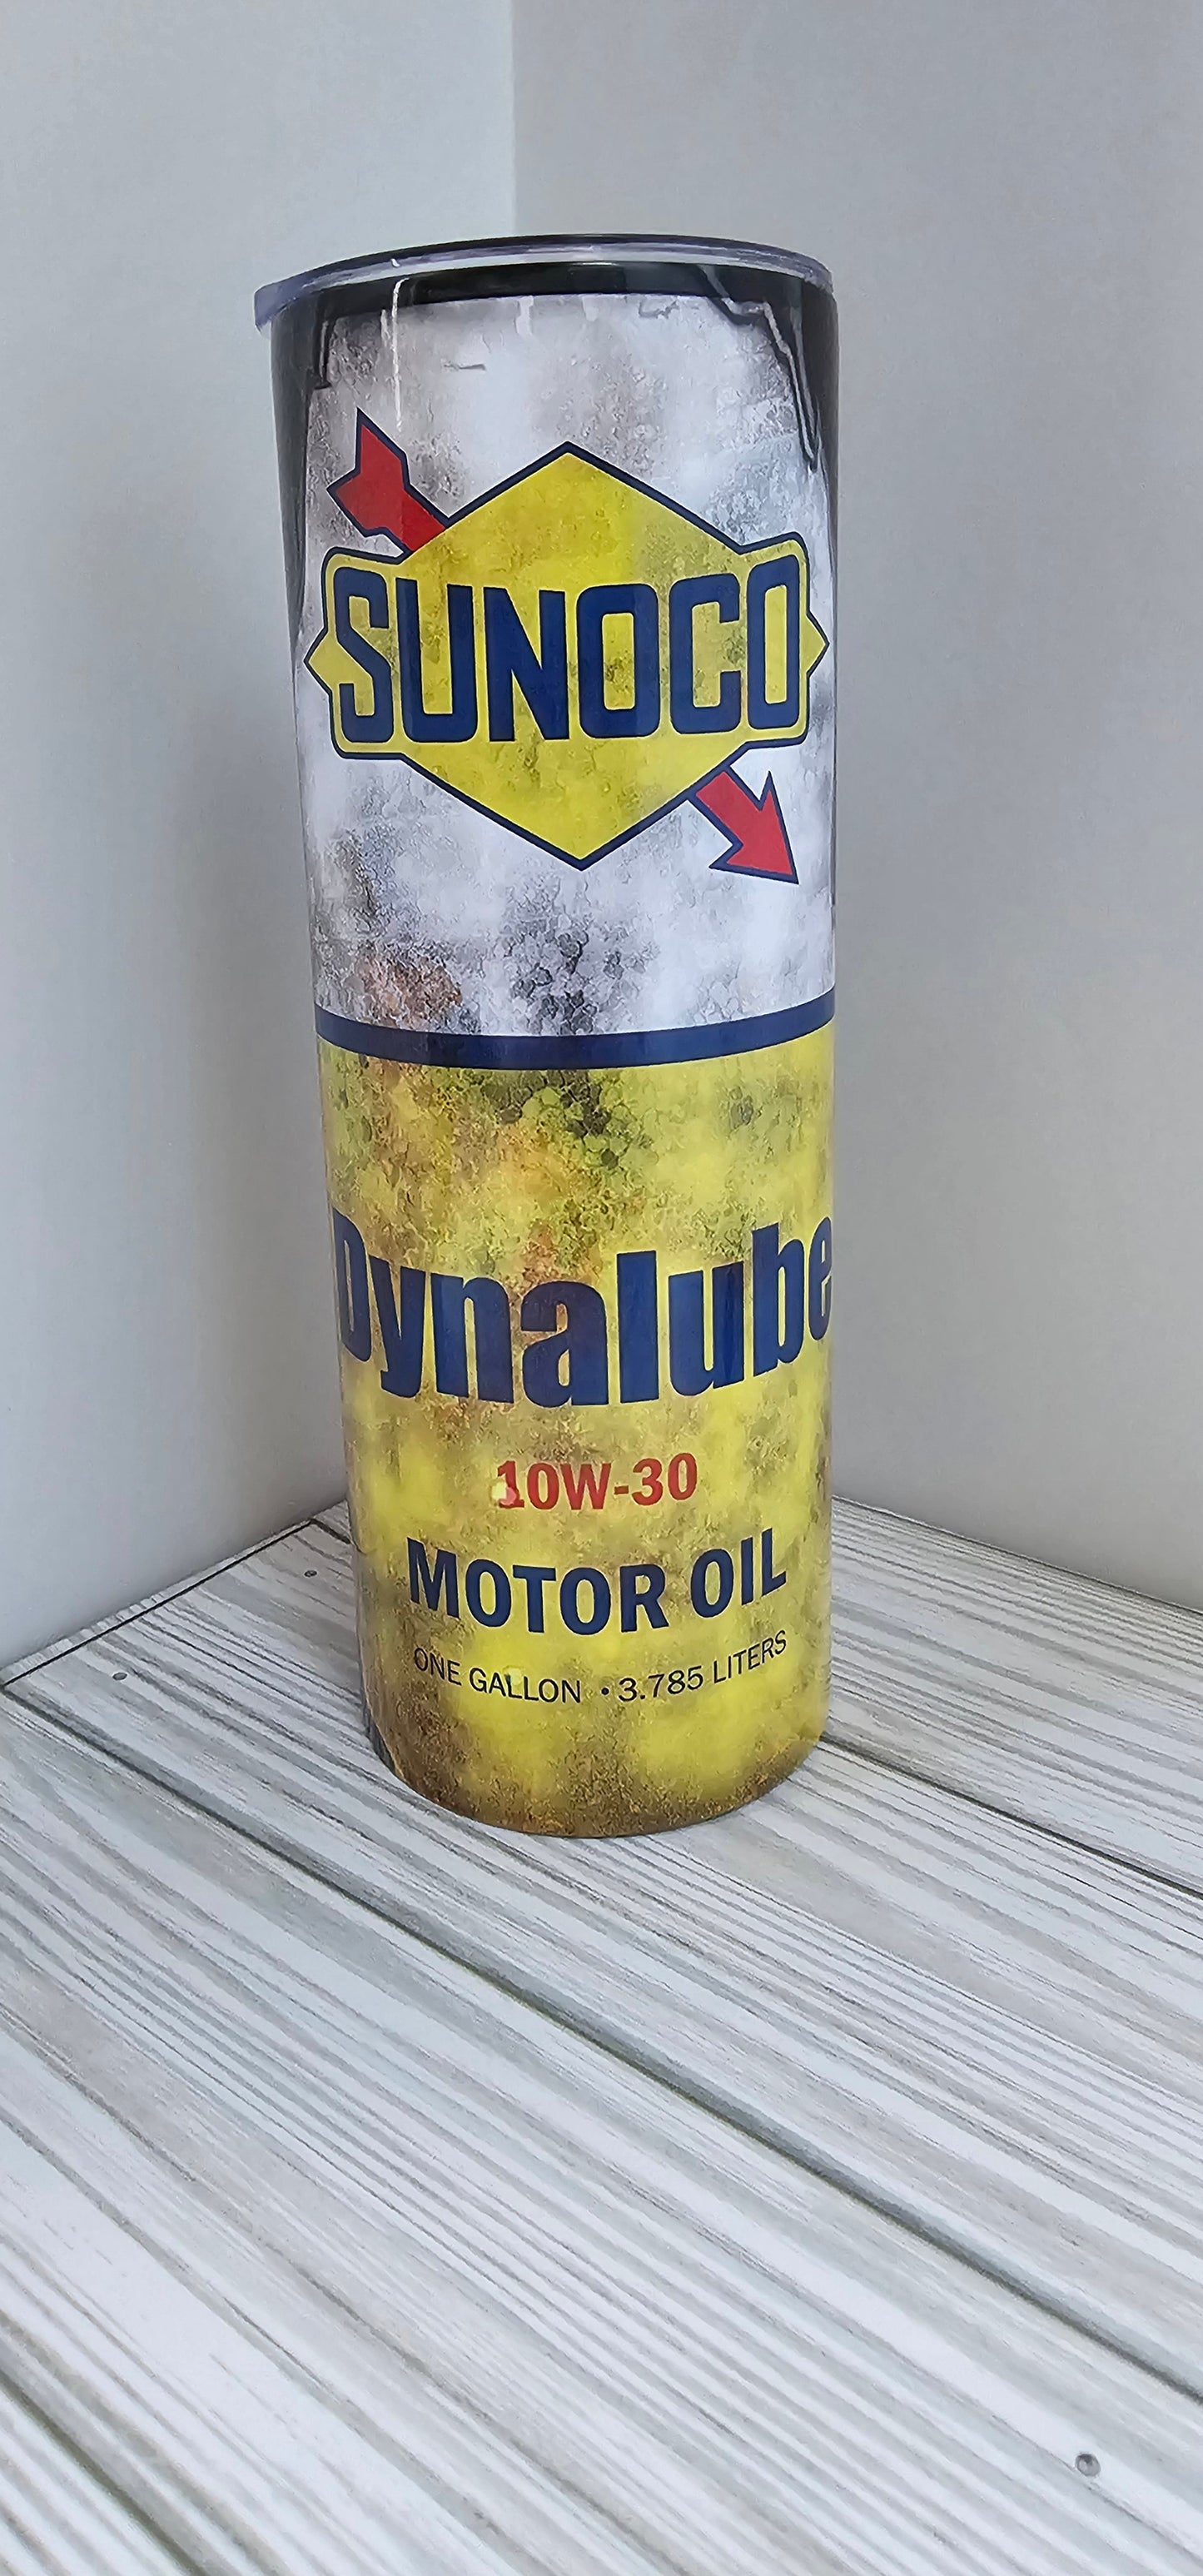 SUNOCO
Dynalube
10W-30
MOTOR OIL
ONE GALLON • 3.785 LITERS